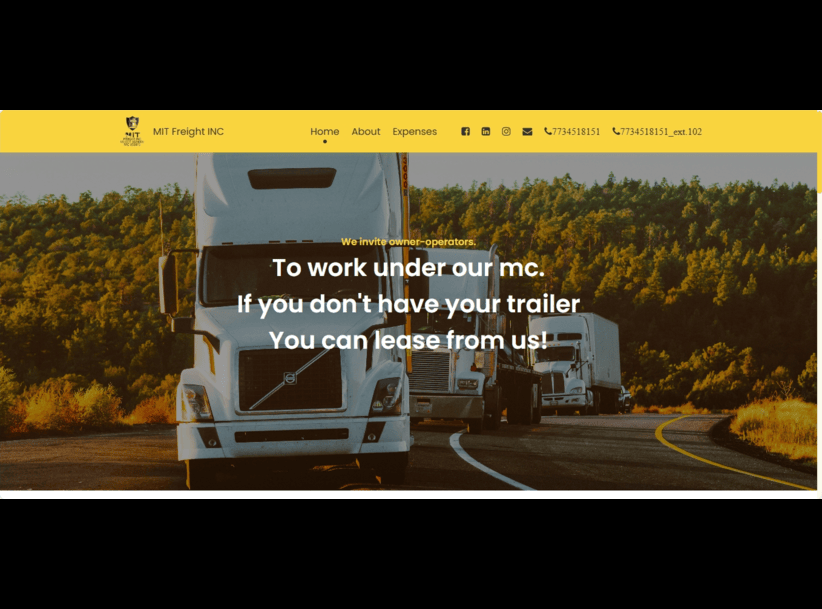 MIT
MIT Freight INC
Home About Expenses 7734518151 7734518151_ext.102
We invite owner-operators.
To work under our mc.
If you don't have your trailer
You can lease from us!